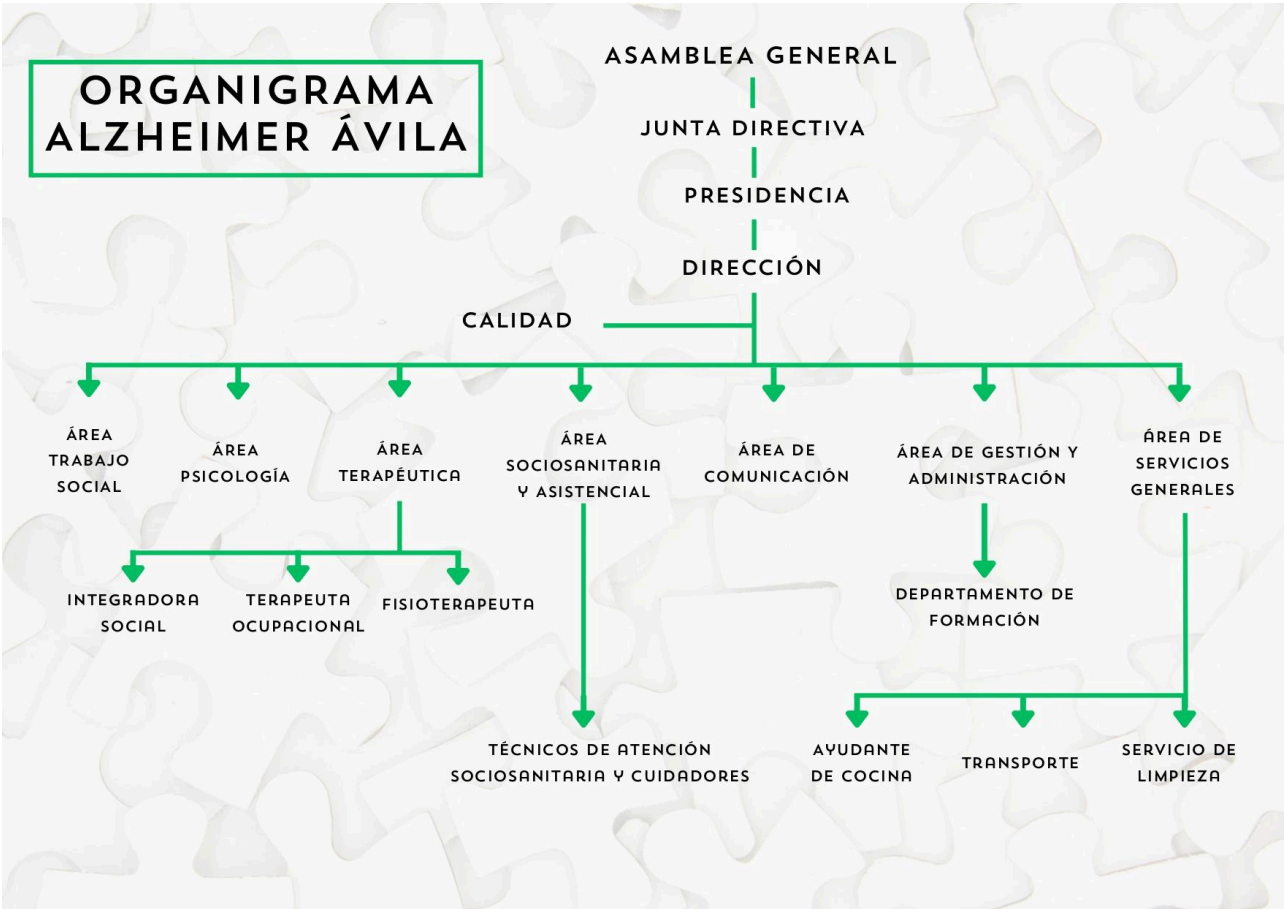 ORGANIGRAMA
ALZHEIMER ÁVILA
ASAMBLEA GENERAL
JUNTA DIRECTIVA
PRESIDENCIA
DIRECCIÓN
CALIDAD
ÁREA
TRABAJO
SOCIAL
ÁREA
PSICOLOGÍA
ÁREA
TERAPÉUTICA
ÁREA
SOCIOSANITARIA
Y ASISTENCIAL
ÁREA DE
COMUNICACIÓN
ÁREA DE GESTIÓN Y
ADMINISTRACIÓN
ÁREA DE
SERVICIOS
GENERALES
INTEGRADORA
SOCIAL
TERAPEUTA
OCUPACIONAL
FISIOTERAPEUTA
DEPARTAMENTO DE
FORMACIÓN
TÉCNICOS DE ATENCIÓN
SOCIOSANITARIA Y CUIDADORES
AYUDANTE
DE COCINA
TRANSPORTE
SERVICIO DE
LIMPIEZA